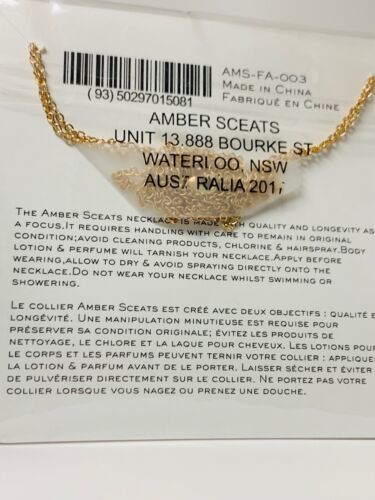 AMS-FA-003
MADE IN CHINA
FABRIQUÉ EN CHINE
(93) 50297015081
AMBER SCEATS
UNIT 13.888 BOURKE ST
WATERLOO, NSW
AUSTRALIA 2017
THE AMBER SCEATS NECKLACE IS MADE WITH QUALITY AND LONGEVITY AS
A FOCUS.IT REQUIRES HANDLING WITH CARE TO REMAIN IN ORIGINAL
CONDITION;AVOID CLEANING PRODUCTS, CHLORINE & HAIRSPRAY.BODY
LOTION & PERFUME WILL TARNISH YOUR NECKLACE.APPLY BEFORE
WEARING,ALLOW TO DRY & AVOID SPRAYING DIRECTLY ONTO THE
NECKLACE.DO NOT WEAR YOUR NECKLACE WHILST SWIMMING OR
SHOWERING.
LE COLLIER AMBER SCEATS EST CRÉÉ AVEC DEUX OBJECTIFS : QUALITÉ E
LONGÉVITÉ. UNE MANIPULATION MINUTIEUSE EST REQUISE POUR
PRÉSERVER SA CONDITION ORIGINALE; ÉVITEZ LES PRODUITS DE
NETTOYAGE, LE CHLORE ET LA LAQUE POUR CHEVEUX. LES LOTIONS POUR
LE CORPS ET LES PARFUMS PEUVENT TERNIR VOTRE COLLIER : APPLIQUE
LA LOTION & PARFUM AVANT DE LE PORTER. LAISSER SÉCHER ET ÉVITER
DE PULVÉRISER DIRECTEMENT SUR LE COLLIER. NE PORTEZ PAS VOTRE
COLLIER LORSQUE VOUS NAGEZ OU PRENEZ UNE DOUCHE.